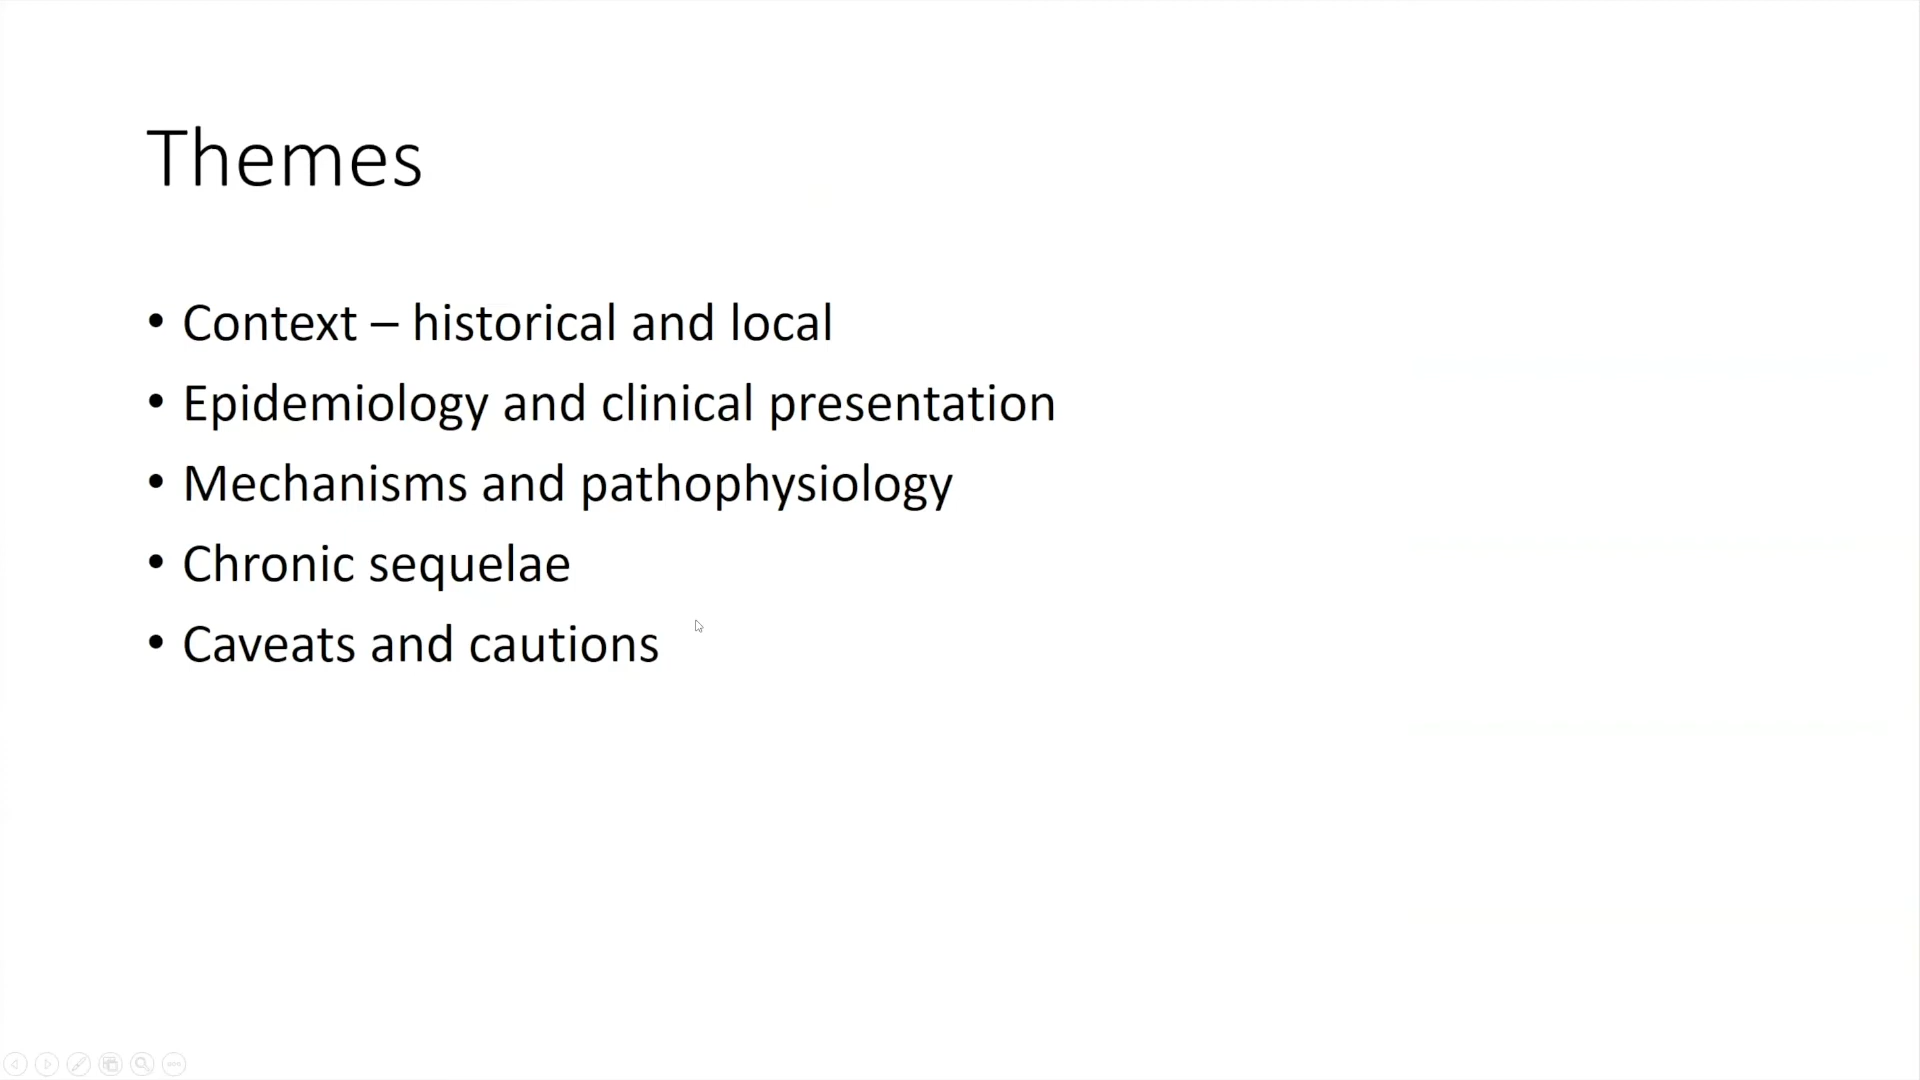 Themes
• Context – historical and local
• Epidemiology and clinical presentation
• Mechanisms and pathophysiology
• Chronic sequelae
• Caveats and cautions